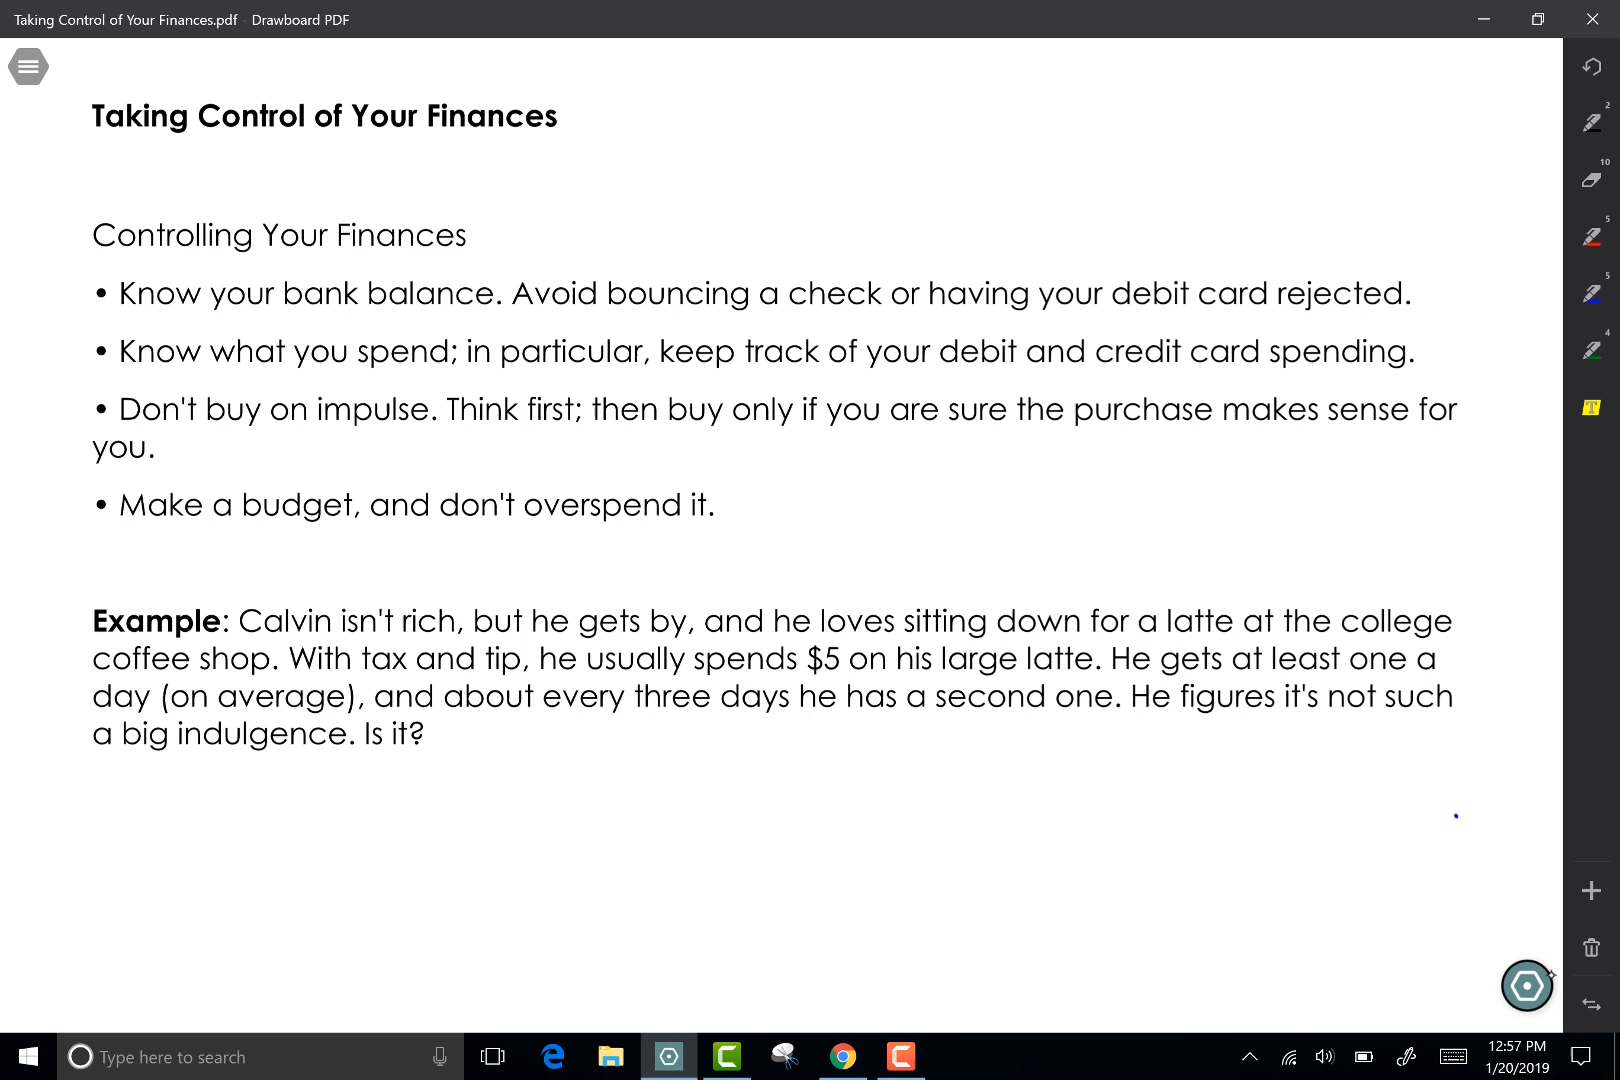 Taking Control of Your Finances.pdf - Drawboard PDF
Taking Control of Your Finances
2
10
5
5
4
T
Controlling Your Finances
• Know your bank balance. Avoid bouncing a check or having your debit card rejected.
• Know what you spend; in particular, keep track of your debit and credit card spending.
• Don't buy on impulse. Think first; then buy only if you are sure the purchase makes sense for
you.
• Make a budget, and don't overspend it.
Example: Calvin isn't rich, but he gets by, and he loves sitting down for a latte at the college
coffee shop. With tax and tip, he usually spends $5 on his large latte. He gets at least one a
day (on average), and about every three days he has a second one. He figures it's not such
a big indulgence. Is it?
Type here to search
12:57 PM
1/20/2019